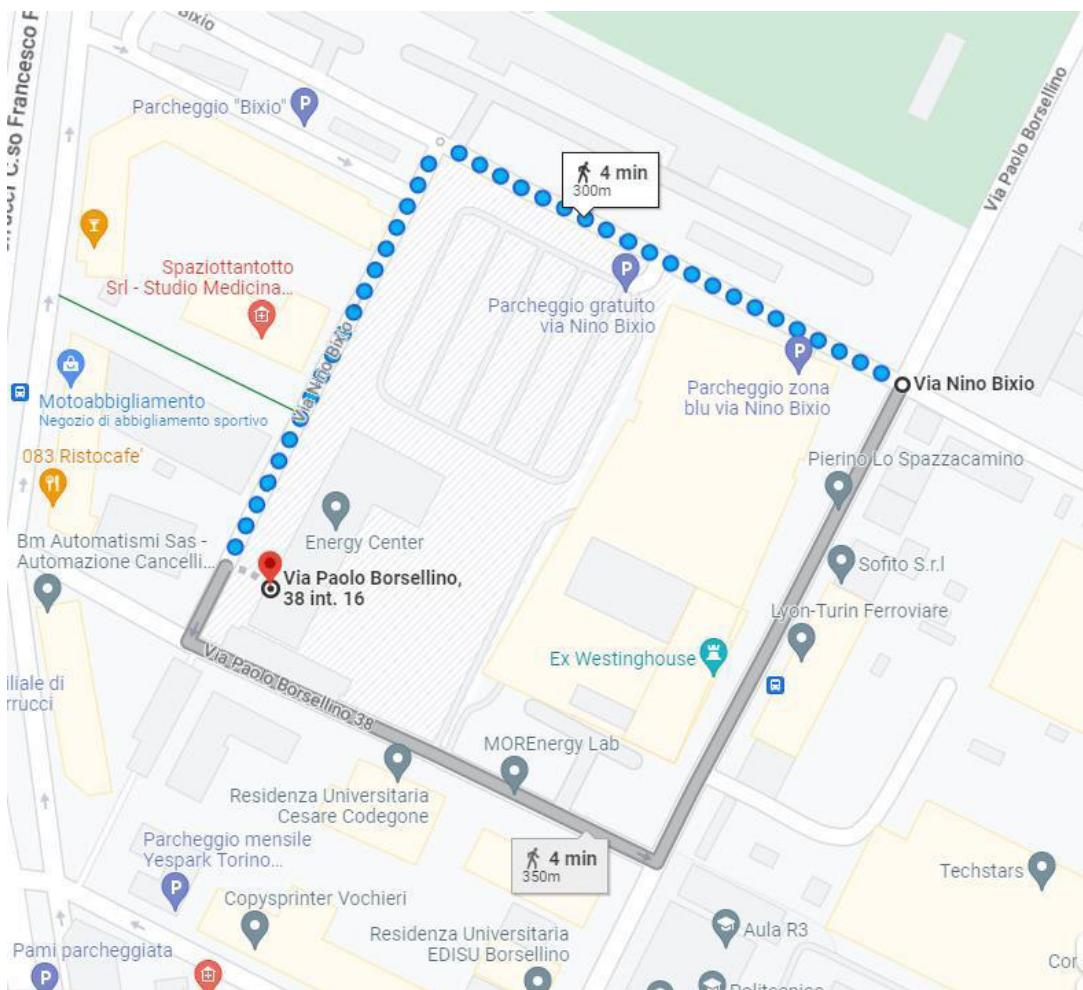 Bixio
C.so Francesco F
Parcheggio "Bixio"
P
4 min
300m
Via Paolo Borsellino
Spaziottantotto
Srl - Studio Medicina...
P
Parcheggio gratuito
via Nino Bixio
Via Nino Bixio
P
Parcheggio zona
blu via Nino Bixio
Via Nino Bixio
Motoabbigliamento
Negozio di abbigliamento sportivo
083 Ristocafe'
Pierino Lo Spazzacamino
Bm Automatismi Sas -
Automazione Cancelli...
Energy Center
Via Paolo Borsellino,
38 int. 16
Sofito S.r.l
Lyon-Turin Ferroviare
Ex Westinghouse
Via Paolo Borsellino 38
iliale di
rrucci
MOREnergy Lab
Residenza Universitaria
Cesare Codegone
4 min
350m
Parcheggio mensile
Yespark Torino...
P
Techstars
Copysprinter Vochieri
Aula R3
Residenza Universitaria
EDISU Borsellino
Pami parcheggiata
P
Cor
Politecnico